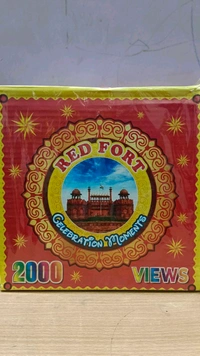 RED FORT
CELEBRATION MOMENTS
2000 VIEWS